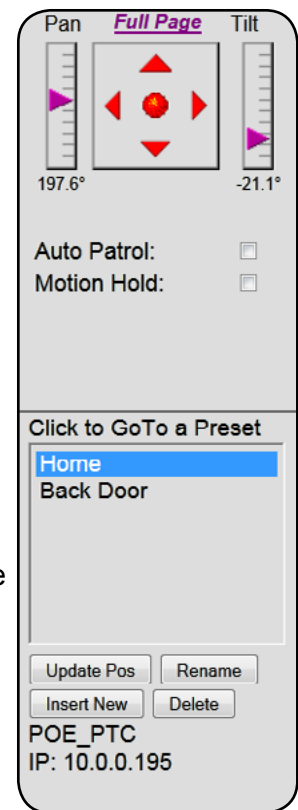 Pan Full Page Tilt
197.6° -21.1°
Auto Patrol:
Motion Hold:
Click to GoTo a Preset
Home
Back Door
e
Update Pos Rename
Insert New Delete
POE_PTC
IP: 10.0.0.195